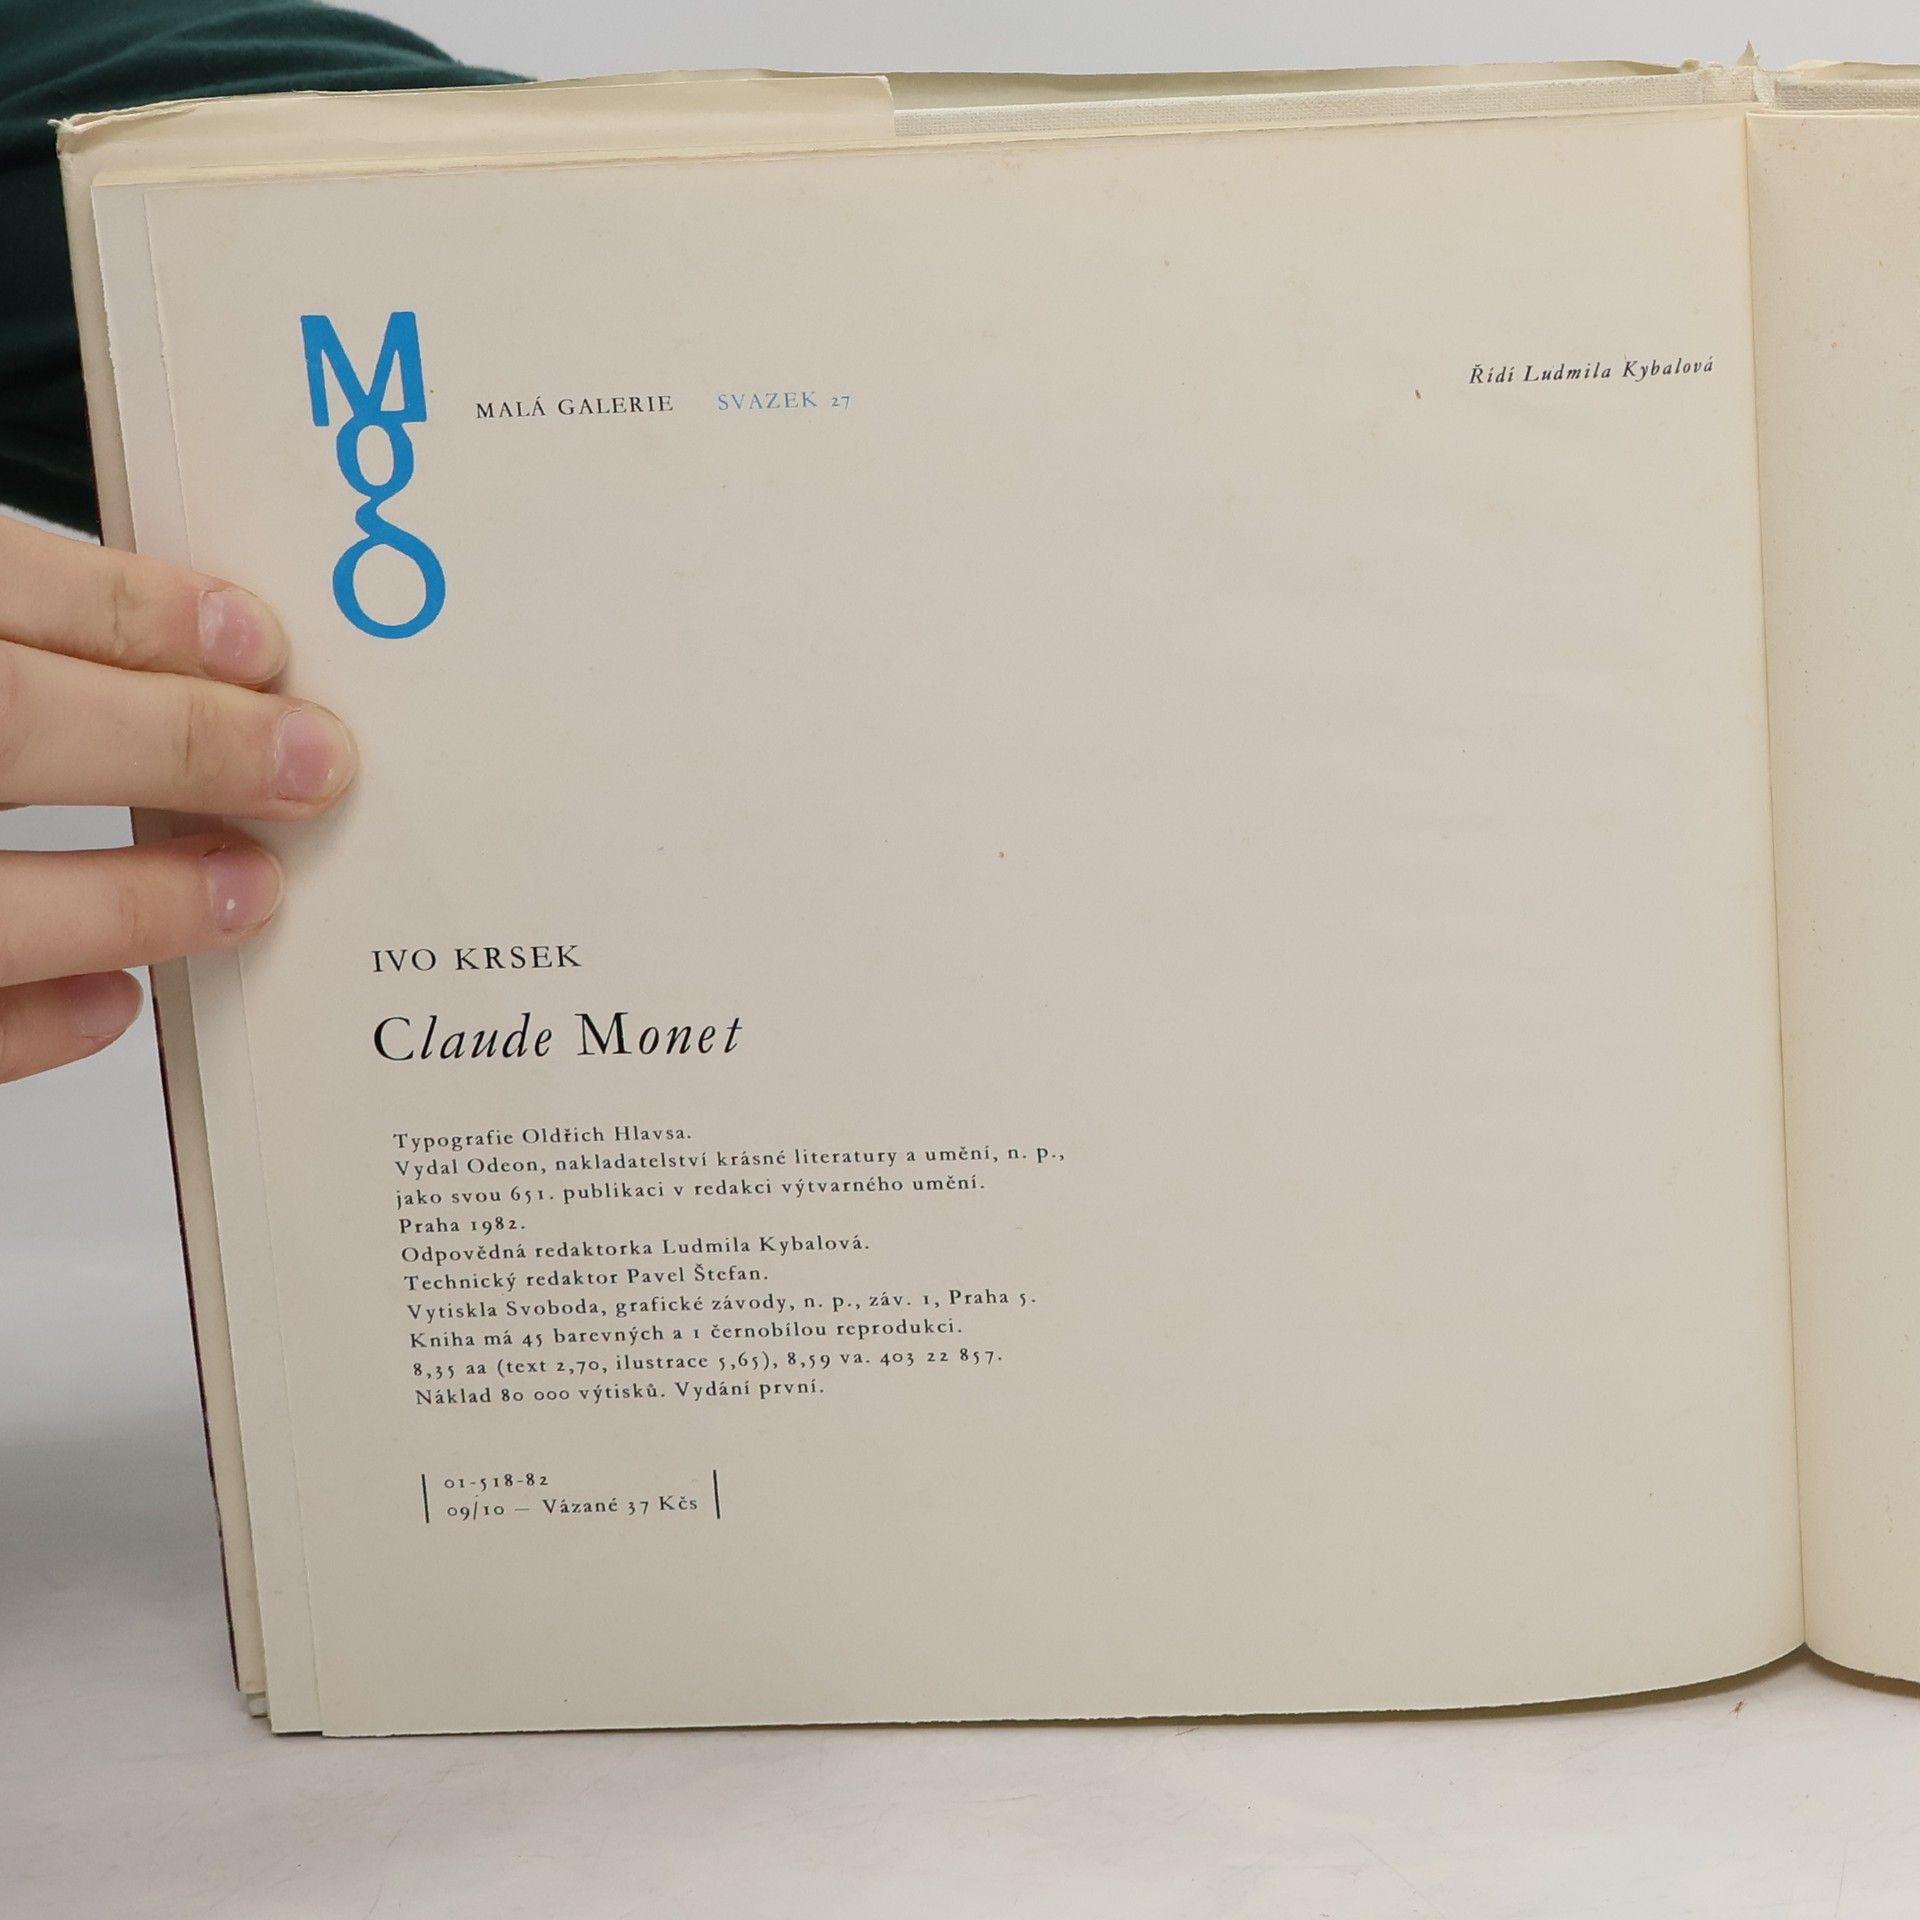 Mg
MALÁ GALERIE SVAZEK 27
Řídí Ludmila Kybalová
IVO KRSEK
Claude Monet
Typografie Oldřich Hlavsa.
Vydal Odeon, nakladatelství krásné literatury a umění, n. p.,
jako svou 651. publikaci v redakci výtvarného umění.
Praha 1982.
Odpovědná redaktorka Ludmila Kybalová.
Technický redaktor Pavel Štefan.
Vytiskla Svoboda, grafické závody, n. p., záv. 1, Praha 5.
Kniha má 45 barevných a 1 černobílou reprodukci.
8,35 aa (text 2,70, ilustrace 5,65), 8,59 va. 403 22 857.
Náklad 80 000 výtisků. Vydání první.
01-518-82
09/10 — Vázané 37 Kčs